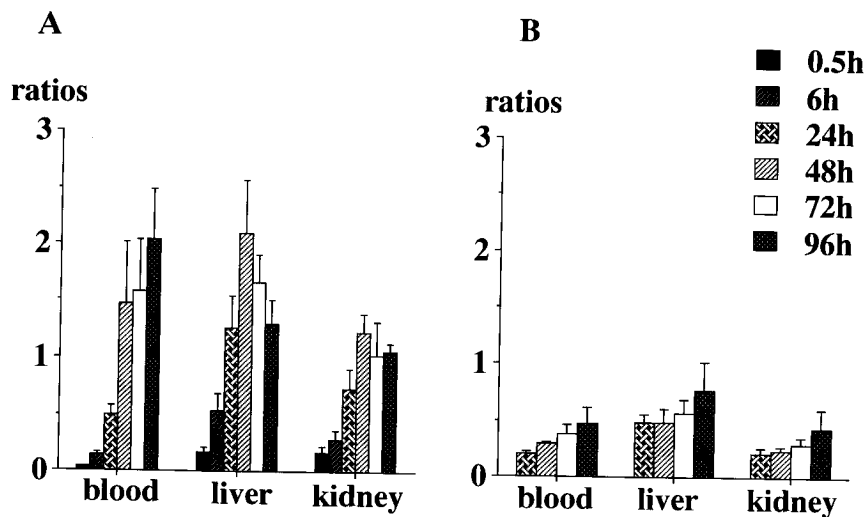 A
ratios
3
2
1
0
blood liver kidney
B
ratios
3
2
1
0
blood liver kidney
0.5h
6h
24h
48h
72h
96h